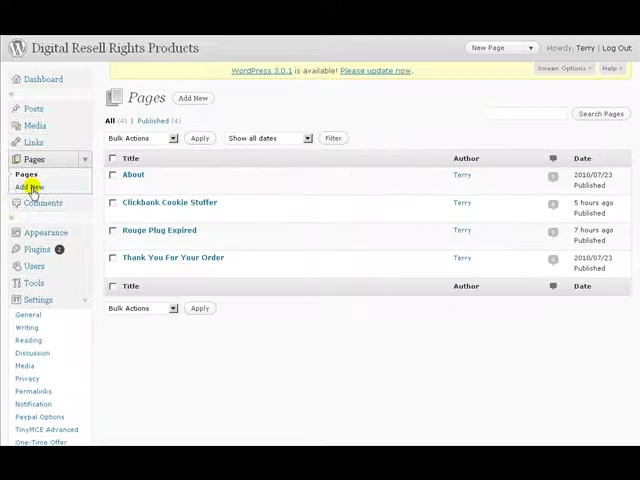 Digital Resell Rights Products
New Page
Howdy, Terry | Log Out
WordPress 3.0.1 is available! Please update now.
Screen Options
Help
Dashboard
Posts
Media
Links
Pages
Pages
Add New
Comments
Appearance
Plugins 2
Users
Tools
Settings
General
Writing
Reading
Discussion
Media
Privacy
Permalinks
Notification
Paypal Options
TinyMCE Advanced
One-Time Offer
Pages Add New
All (4) | Published (4)
Search Pages
Bulk Actions Apply Show all dates Filter
Title Author Date
About Terry 0 2010/07/23
Published
Clickbank Cookie Stuffer Terry 0 5 hours ago
Published
Rouge Plug Expired Terry 0 7 hours ago
Published
Thank You For Your Order Terry 0 2010/07/23
Published
Title Author Date
Bulk Actions Apply